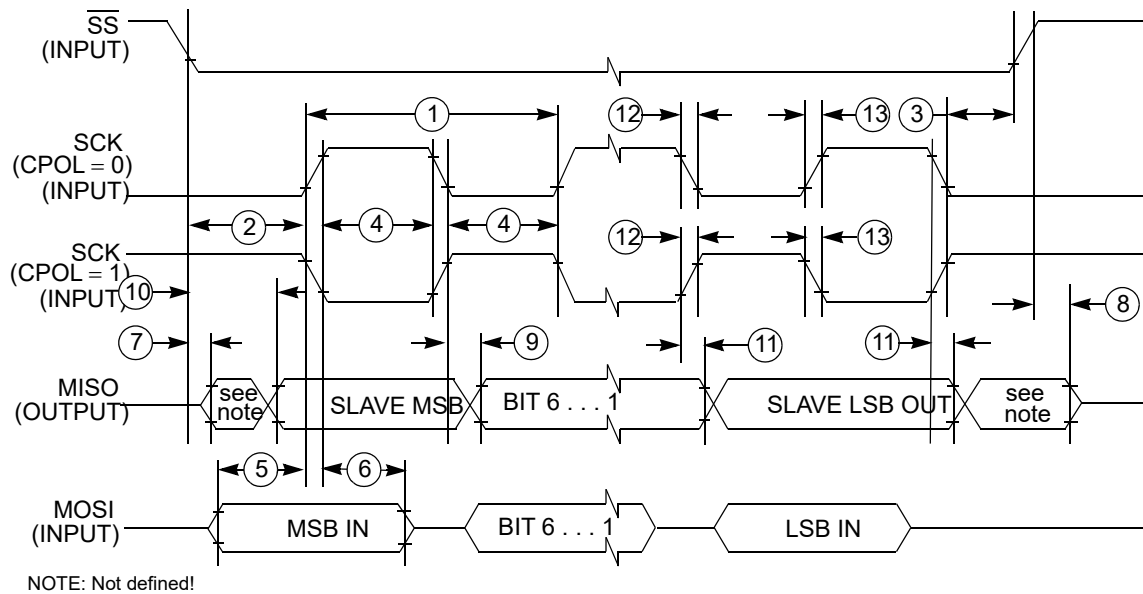 SS
(INPUT)
1
12
13
3
SCK
(CPOL = 0)
(INPUT)
2
4
4
12
13
SCK
(CPOL = 1)
(INPUT)
10
8
7
9
11
11
MISO
(OUTPUT)
see
note
SLAVE MSB
BIT 6 . . . 1
SLAVE LSB OUT
see
note
5
6
MOSI
(INPUT)
MSB IN
BIT 6 . . . 1
LSB IN
NOTE: Not defined!